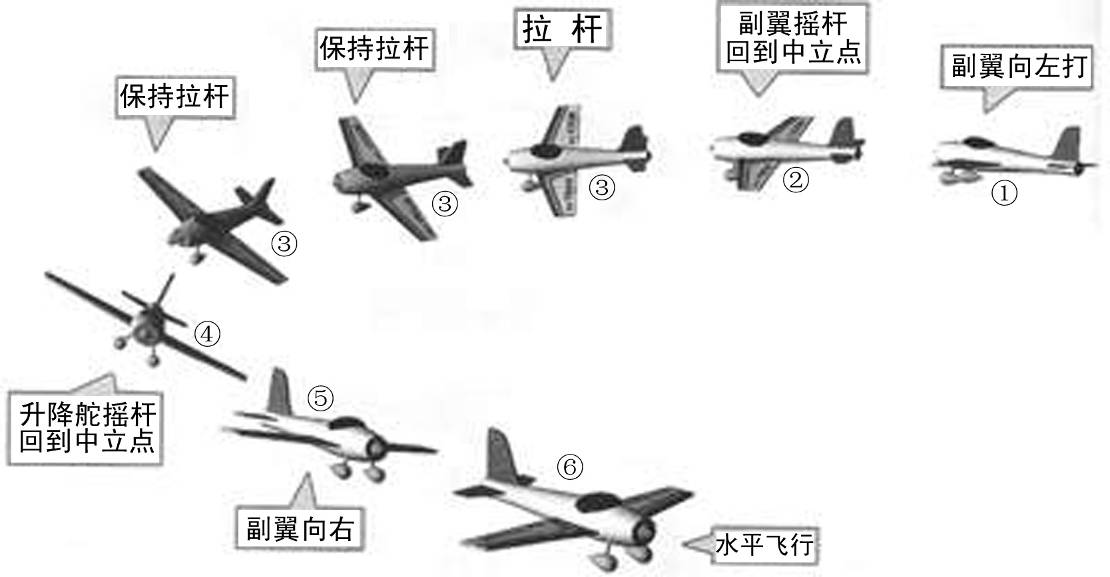 副翼向左打
①
副翼摇杆
回到中立点
②
拉 杆
③
保持拉杆
③
保持拉杆
③
④
升降舵摇杆
回到中立点
⑤
副翼向右
⑥
水平飞行